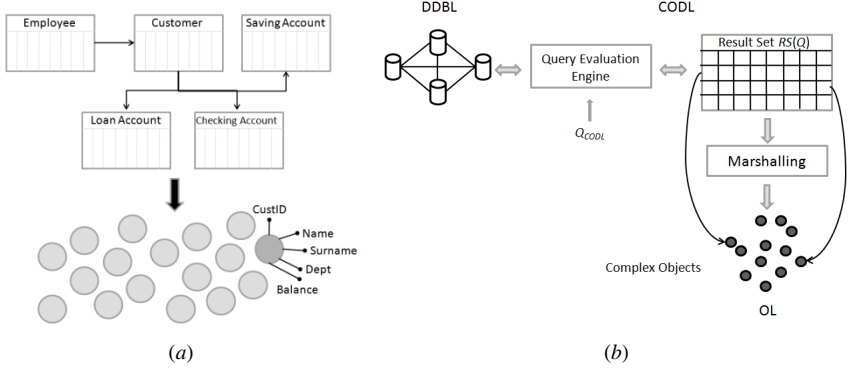 Employee
Customer
Saving Account
Loan Account
Checking Account
CustID
Name
Surname
Dept
Balance
(a)
DDBL
CODL
Query Evaluation
Engine
Q_CODL
Result Set RS(Q)
Marshalling
Complex Objects
OL
(b)